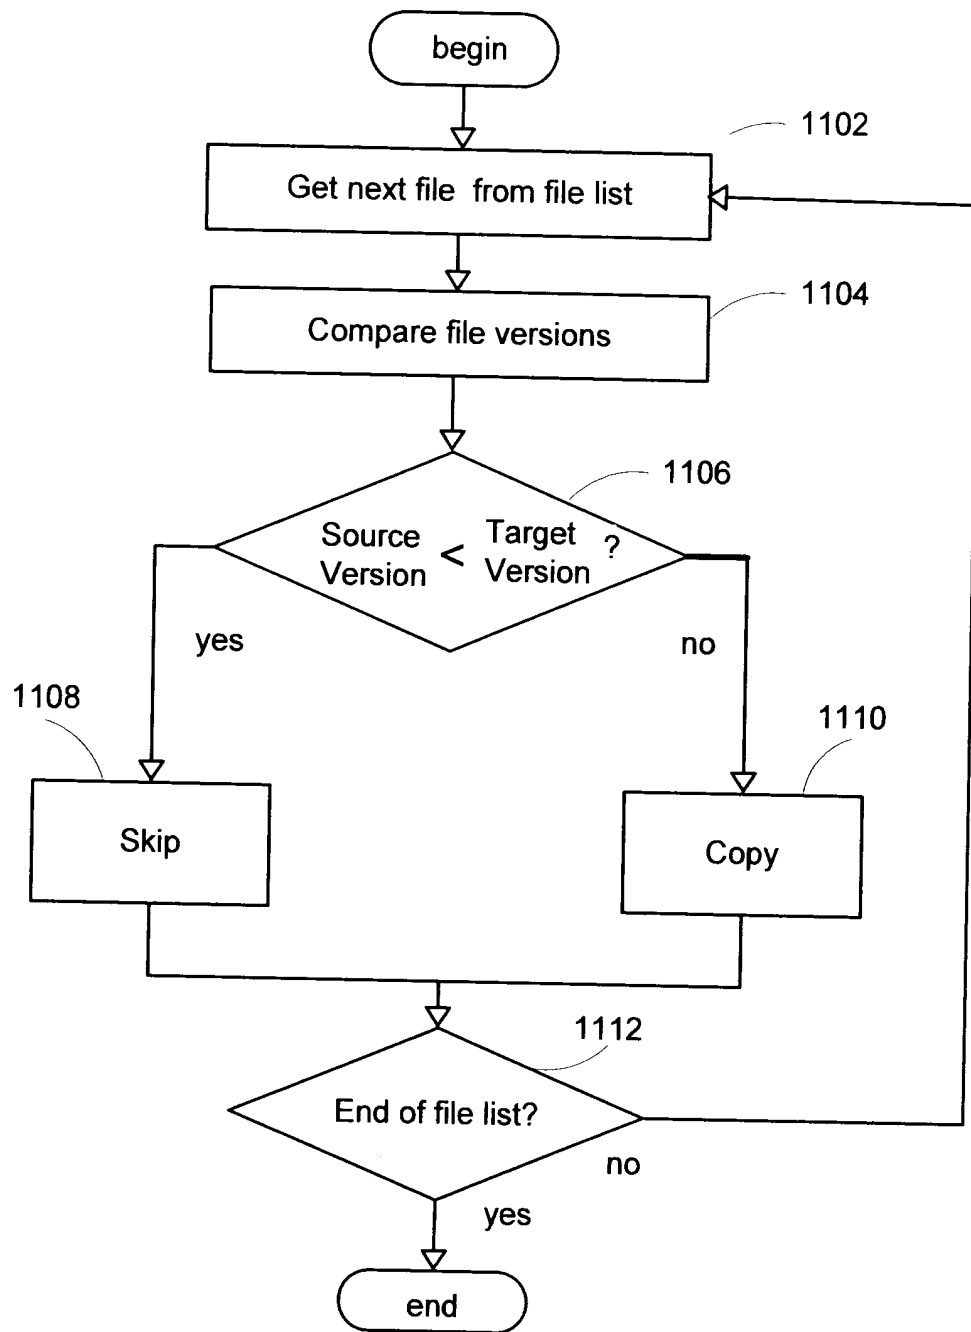 begin
1102
Get next file from file list
1104
Compare file versions
1106
Source Version < Target Version ?
yes
no
1108
1110
Skip
Copy
1112
End of file list?
no
yes
end